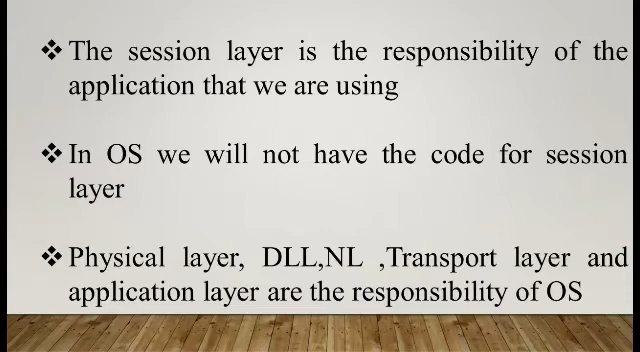 ❖ The session layer is the responsibility of the
application that we are using
❖ In OS we will not have the code for session
layer
❖ Physical layer, DLL,NL ,Transport layer and
application layer are the responsibility of OS